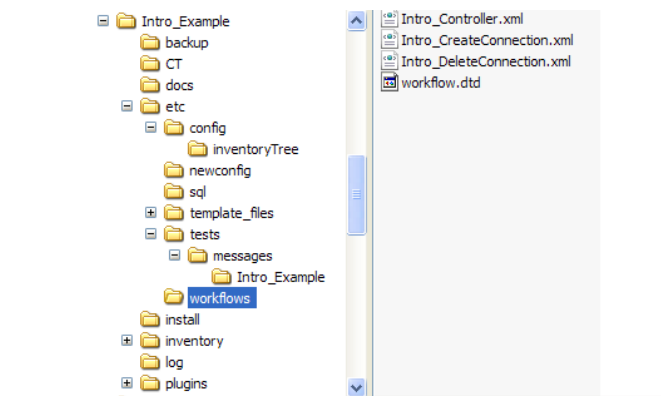 Intro_Example
backup
CT
docs
etc
config
inventoryTree
newconfig
sql
template_files
tests
messages
Intro_Example
workflows
install
inventory
log
plugins
Intro_Controller.xml
Intro_CreateConnection.xml
Intro_DeleteConnection.xml
workflow.dtd